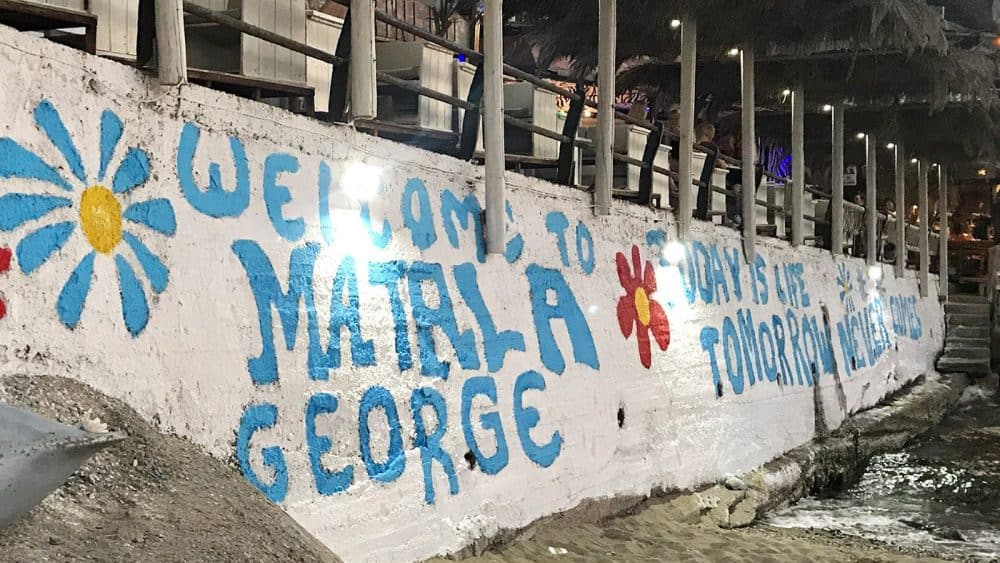 WELCOME TO
MATALA
GEORGE
TODAY IS LIFE
TOMORROW NEVER COMES